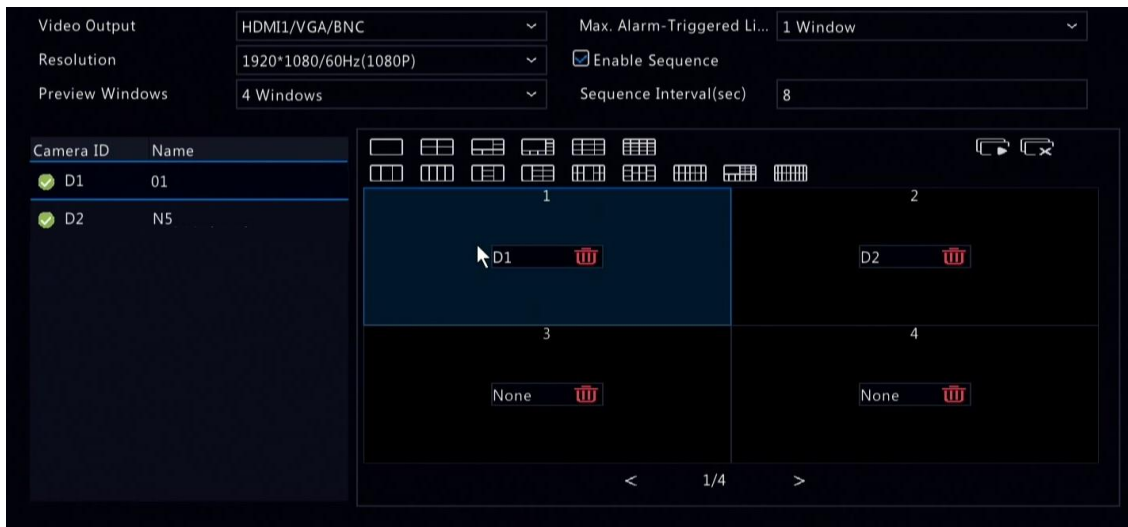 Video Output HDMI1/VGA/BNC Max. Alarm-Triggered Li... 1 Window
Resolution 1920*1080/60Hz(1080P) Enable Sequence
Preview Windows 4 Windows Sequence Interval(sec) 8
Camera ID Name
D1 01
D2 N5
1 2
D1 D2
3 4
None None
< 1/4 >